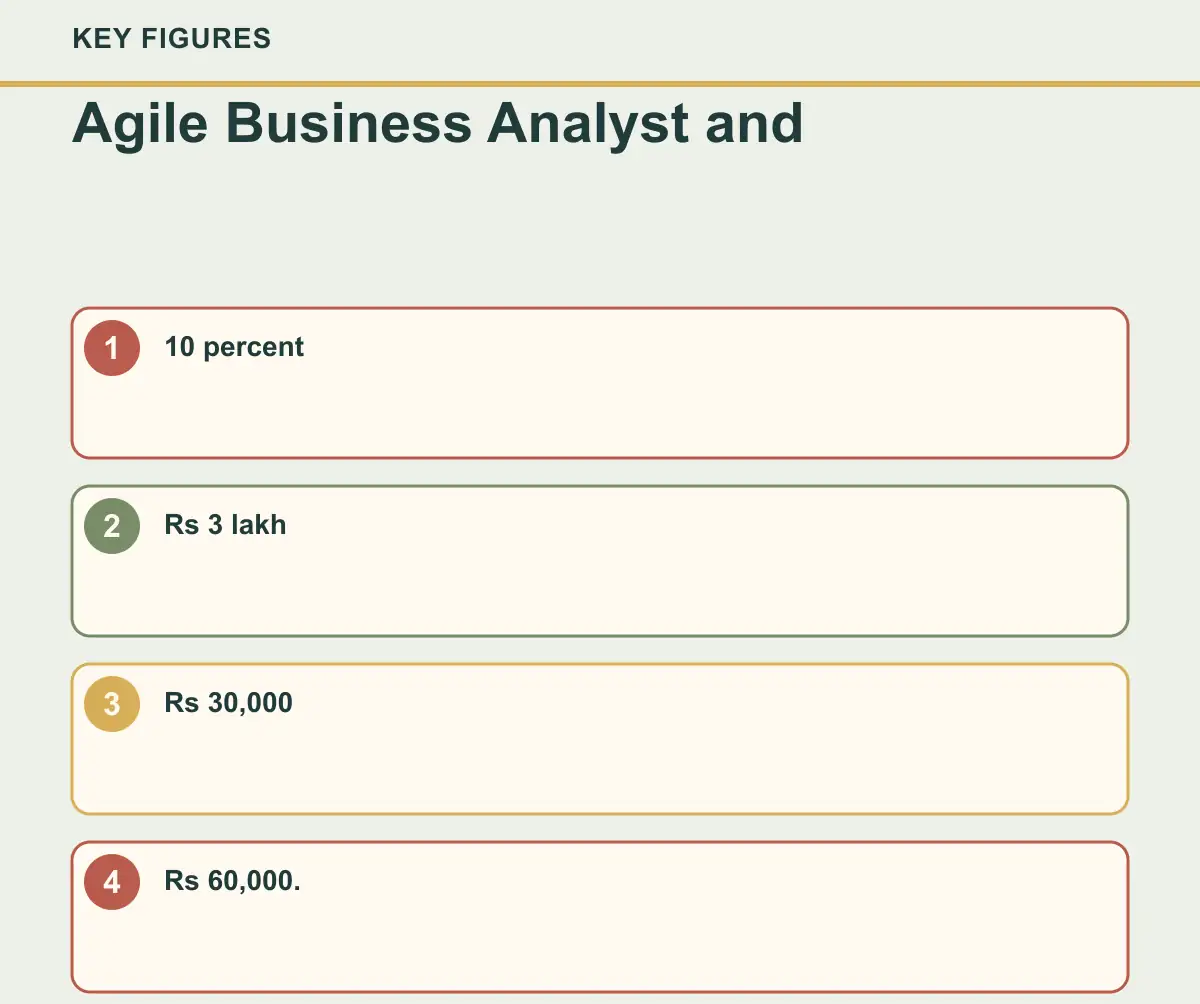 KEY FIGURES
Agile Business Analyst and
1 10 percent
2 Rs 3 lakh
3 Rs 30,000
4 Rs 60,000.